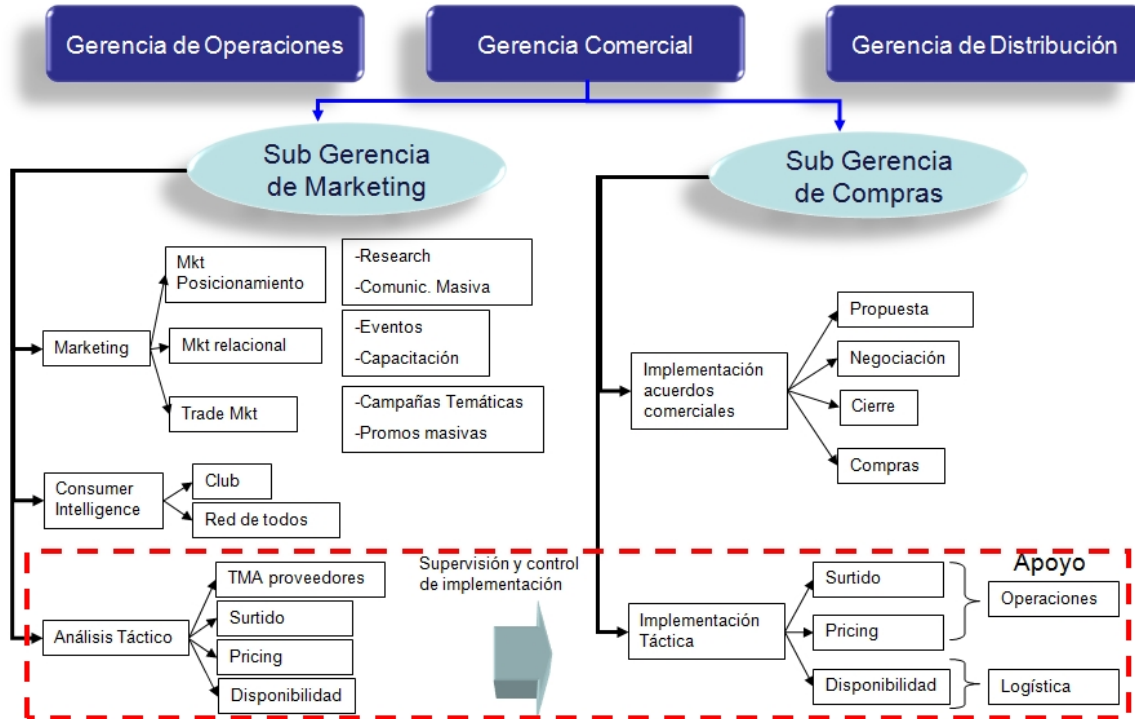 Gerencia de Operaciones
Gerencia Comercial
Gerencia de Distribución
Sub Gerencia
de Marketing
Sub Gerencia
de Compras
Mkt
Posicionamiento
-Research
-Comunic. Masiva
Marketing
Mkt relacional
-Eventos
-Capacitación
Trade Mkt
-Campañas Temáticas
-Promos masivas
Consumer
Intelligence
Club
Red de todos
Implementación
acuerdos
comerciales
Propuesta
Negociación
Cierre
Compras
Análisis Táctico
TMA proveedores
Surtido
Pricing
Disponibilidad
Supervisión y control
de implementación
Implementación
Táctica
Surtido
Pricing
Disponibilidad
Apoyo
Operaciones
Logística